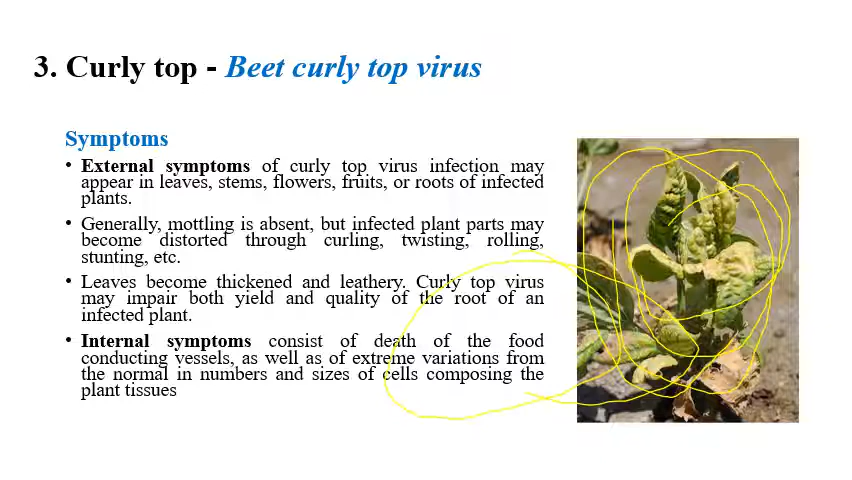 3. Curly top - Beet curly top virus
Symptoms
• External symptoms of curly top virus infection may
appear in leaves, stems, flowers, fruits, or roots of infected
plants.
• Generally, mottling is absent, but infected plant parts may
become distorted through curling, twisting, rolling,
stunting, etc.
• Leaves become thickened and leathery. Curly top virus
may impair both yield and quality of the root of an
infected plant.
• Internal symptoms consist of death of the food
conducting vessels, as well as of extreme variations from
the normal in numbers and sizes of cells composing the
plant tissues